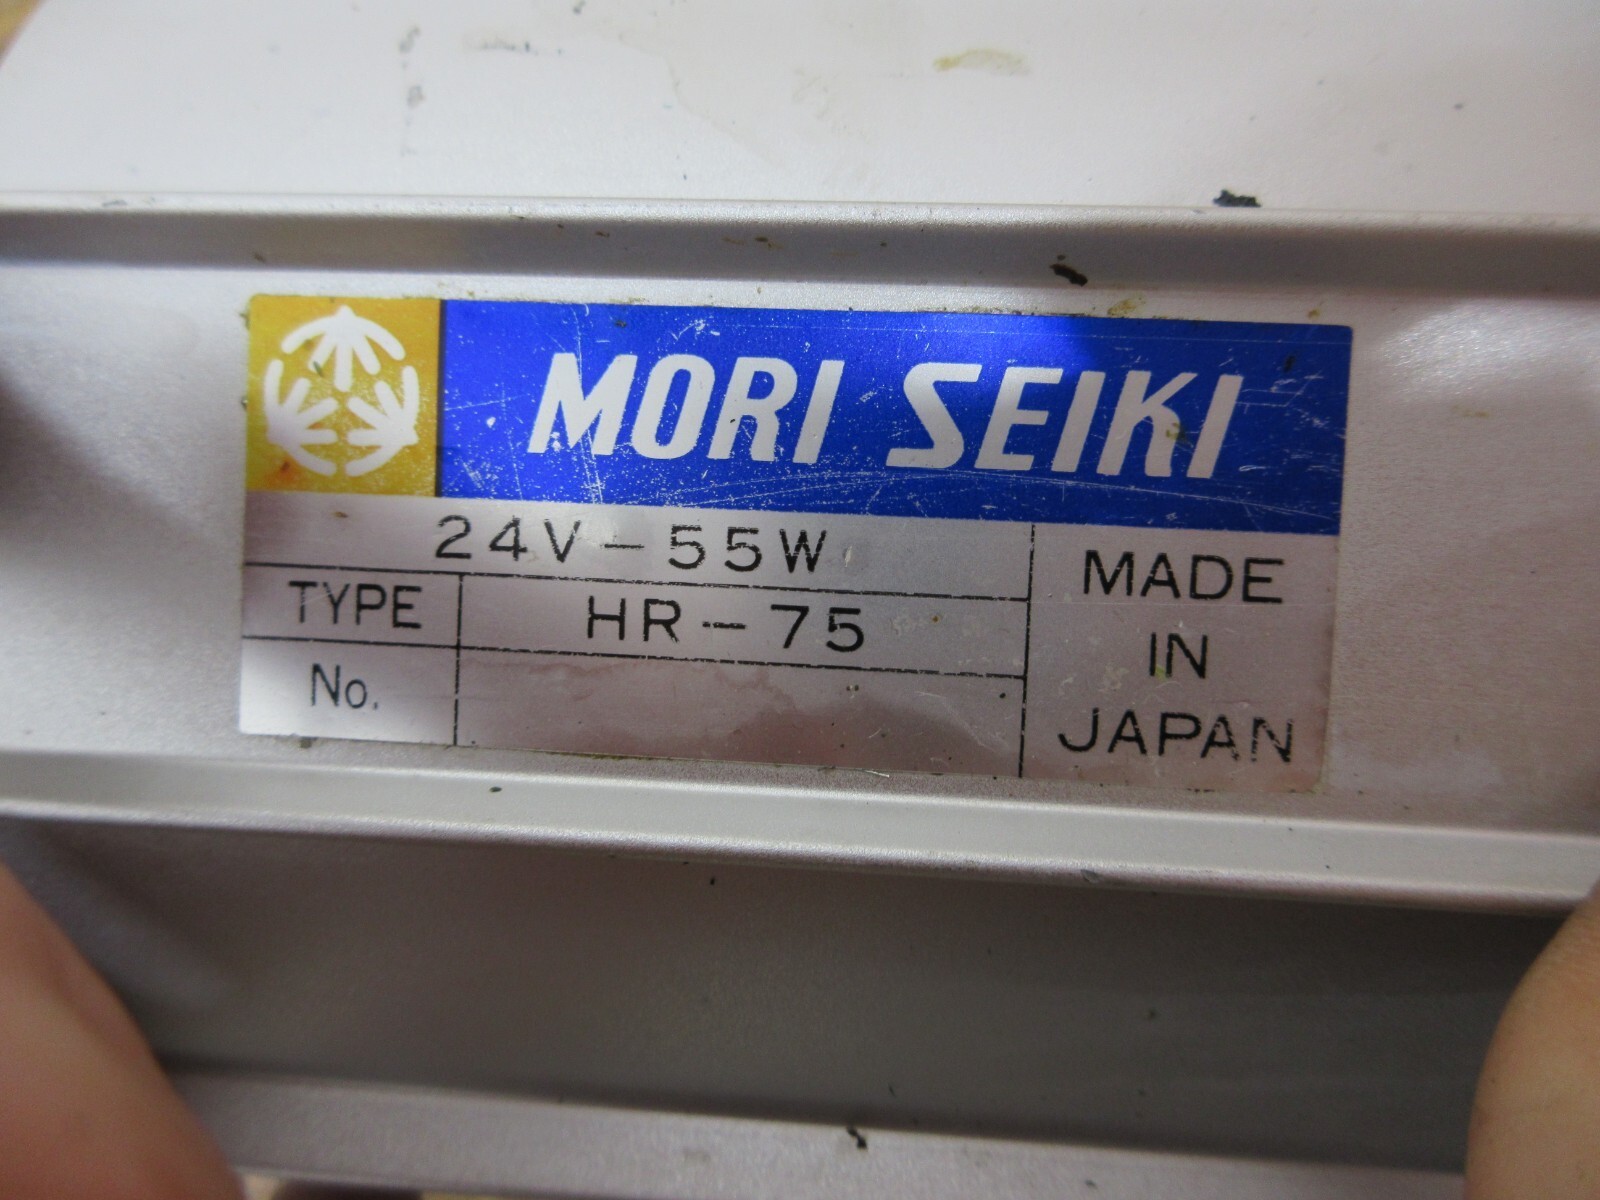 MORI SEIKI
24V-55W
TYPE HR-75
No.
MADE
IN
JAPAN